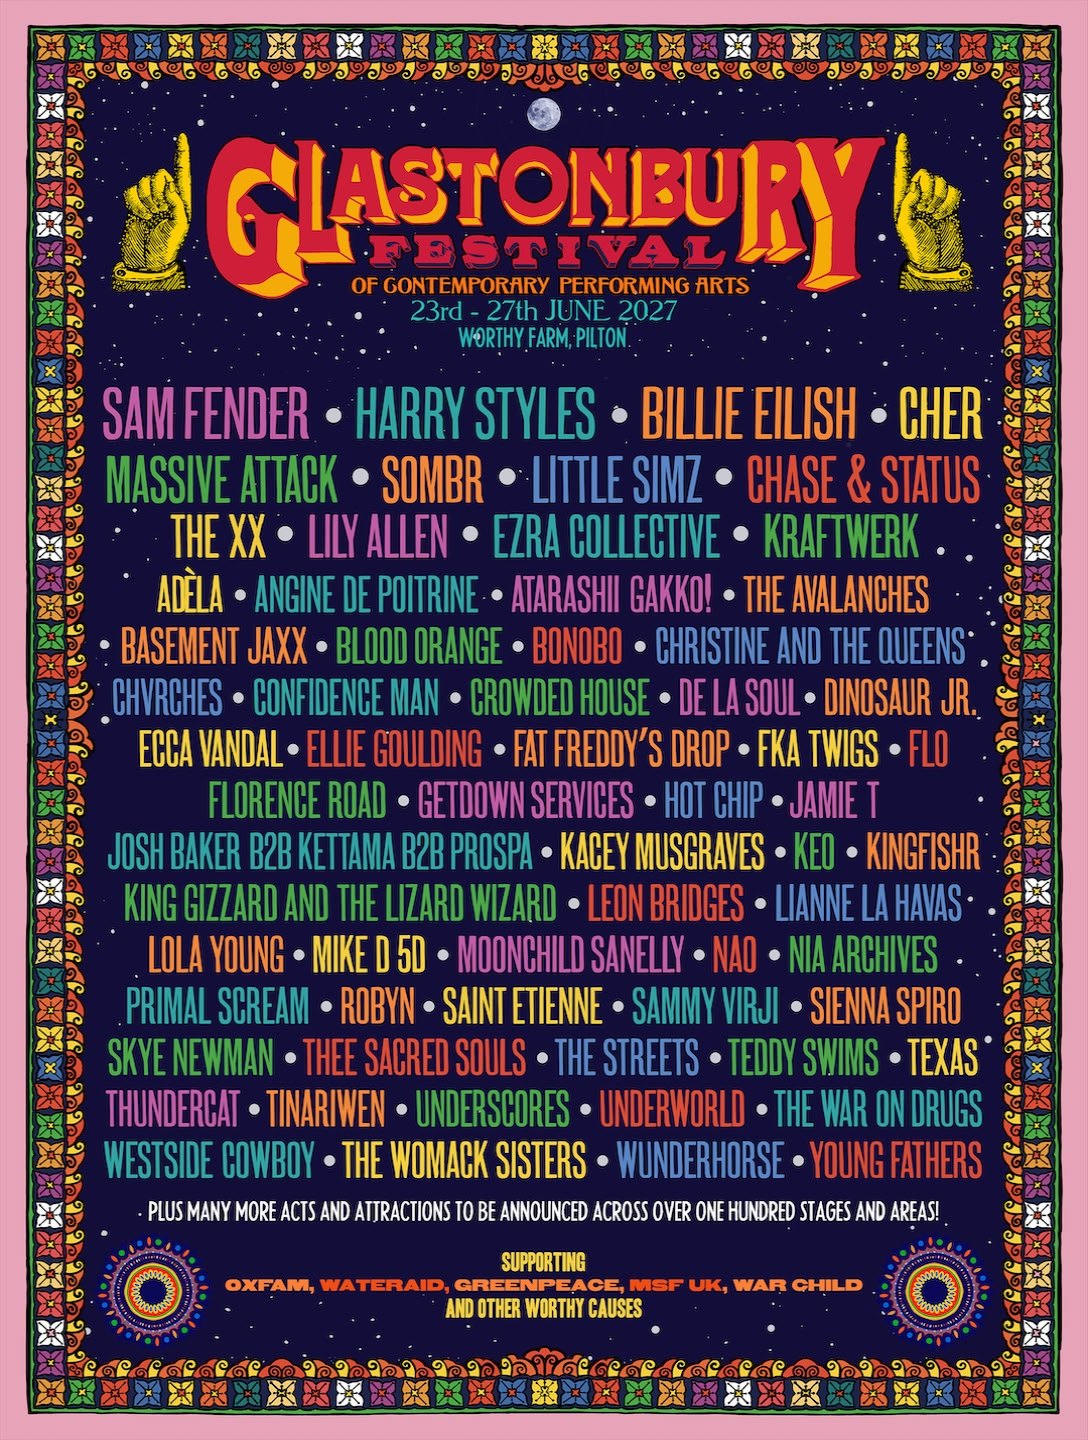 GLASTONBURY
FESTIVAL
OF CONTEMPORARY PERFORMING ARTS
23rd - 27th JUNE 2027
WORTHY FARM, PILTON
SAM FENDER • HARRY STYLES • BILLIE EILISH • CHER
MASSIVE ATTACK • SOMBR • LITTLE SIMZ • CHASE & STATUS
THE XX • LILY ALLEN • EZRA COLLECTIVE • KRAFTWERK
ADÈLA • ANGINE DE POITRINE • ATARASHII GAKKO! • THE AVALANCHES
BASEMENT JAXX • BLOOD ORANGE • BONOBO • CHRISTINE AND THE QUEENS
CHVRCHES • CONFIDENCE MAN • CROWDED HOUSE • DE LA SOUL • DINOSAUR JR.
ECCA VANDAL • ELLIE GOULDING • FAT FREDDY'S DROP • FKA TWIGS • FLO
FLORENCE ROAD • GETDOWN SERVICES • HOT CHIP • JAMIE T
JOSH BAKER B2B KETTAMA B2B PROSPA • KACEY MUSGRAVES • KEO • KINGFISHR
KING GIZZARD AND THE LIZARD WIZARD • LEON BRIDGES • LIANNE LA HAVAS
LOLA YOUNG • MIKE D 5D • MOONCHILD SANELLY • NAO • NIA ARCHIVES
PRIMAL SCREAM • ROBYN • SAINT ETIENNE • SAMMY VIRJI • SIENNA SPIRO
SKYE NEWMAN • THEE SACRED SOULS • THE STREETS • TEDDY SWIMS • TEXAS
THUNDERCAT • TINARIWEN • UNDERSCORES • UNDERWORLD • THE WAR ON DRUGS
WESTSIDE COWBOY • THE WOMACK SISTERS • WUNDERHORSE • YOUNG FATHERS
PLUS MANY MORE ACTS AND ATTRACTIONS TO BE ANNOUNCED ACROSS OVER ONE HUNDRED STAGES AND AREAS!
SUPPORTING
OXFAM, WATERAID, GREENPEACE, MSF UK, WAR CHILD
AND OTHER WORTHY CAUSES